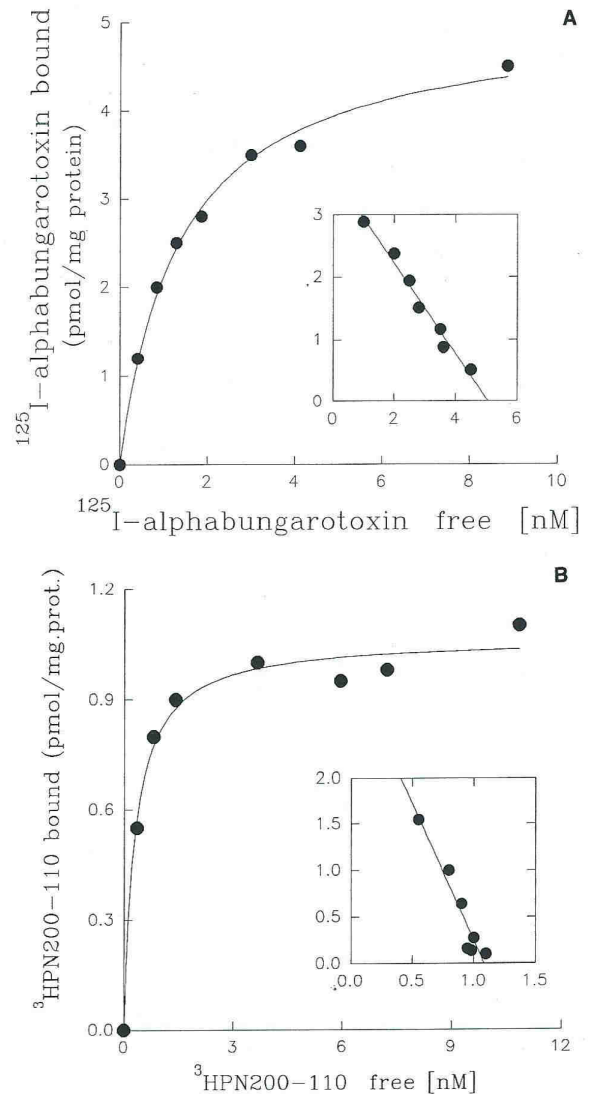 A
5
4
3
2
1
0
125I-alphabungarotoxin bound
(pmol/mg protein)
3
2
1
0
0 2 4 6
0 2 4 6 8 10
125I-alphabungarotoxin free [nM]
B
1.2
0.9
0.6
0.3
0.0
3HPN200-110 bound (pmol/mg.prot.)
2.0
1.5
1.0
0.5
0.0
0.0 0.5 1.0 1.5
0 3 6 9 12
3HPN200-110 free [nM]